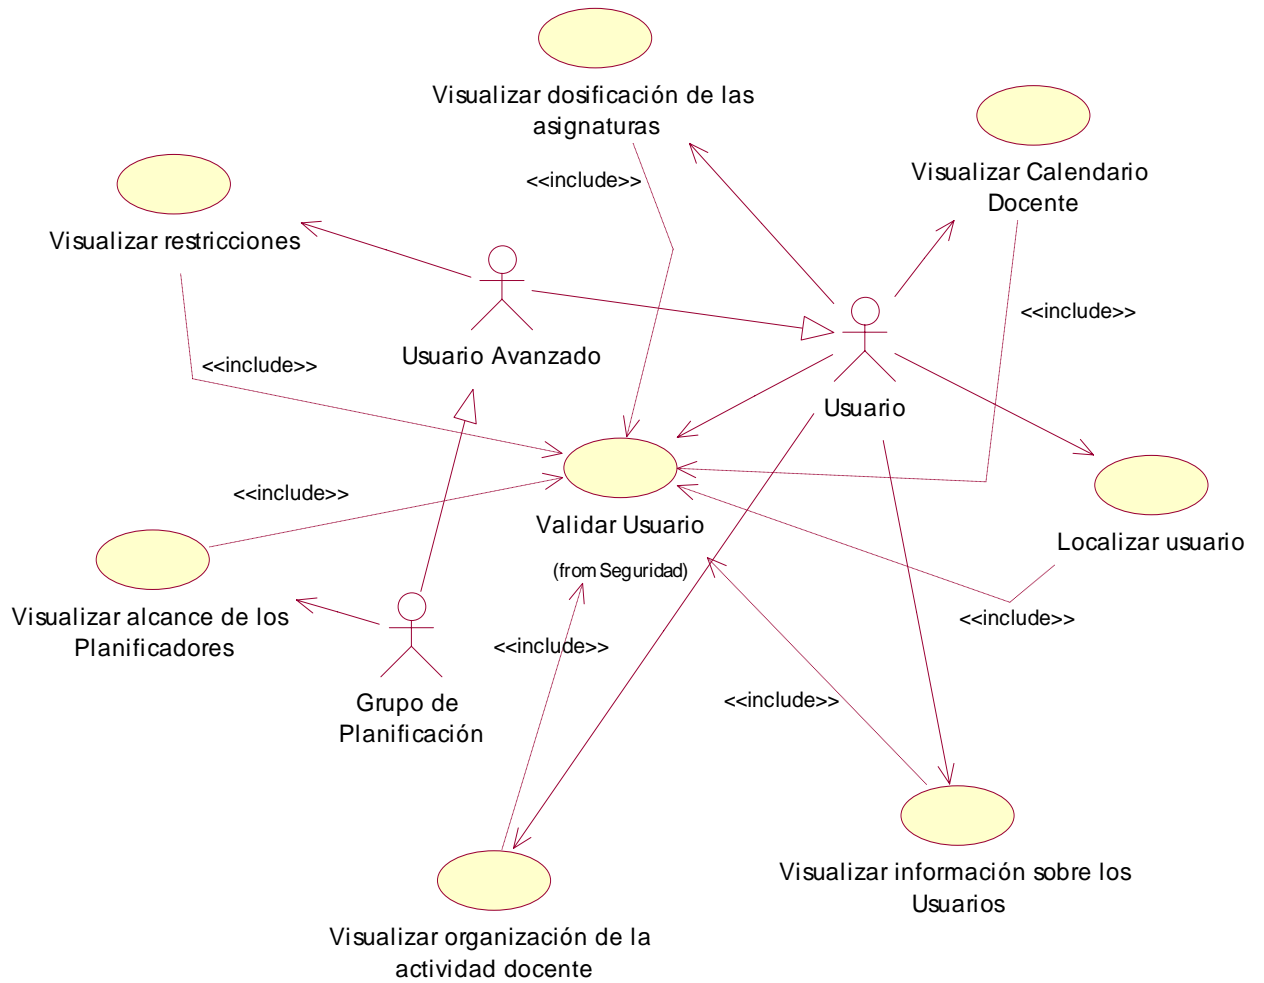 Visualizar dosificación de las
asignaturas
<<include>>
Visualizar Calendario
Docente
Visualizar restricciones
<<include>>
Usuario Avanzado
<<include>>
Usuario
<<include>>
Validar Usuario
(from Seguridad)
Localizar usuario
Visualizar alcance de los
Planificadores
<<include>>
<<include>>
Grupo de
Planificación
<<include>>
Visualizar información sobre los
Usuarios
Visualizar organización de la
actividad docente